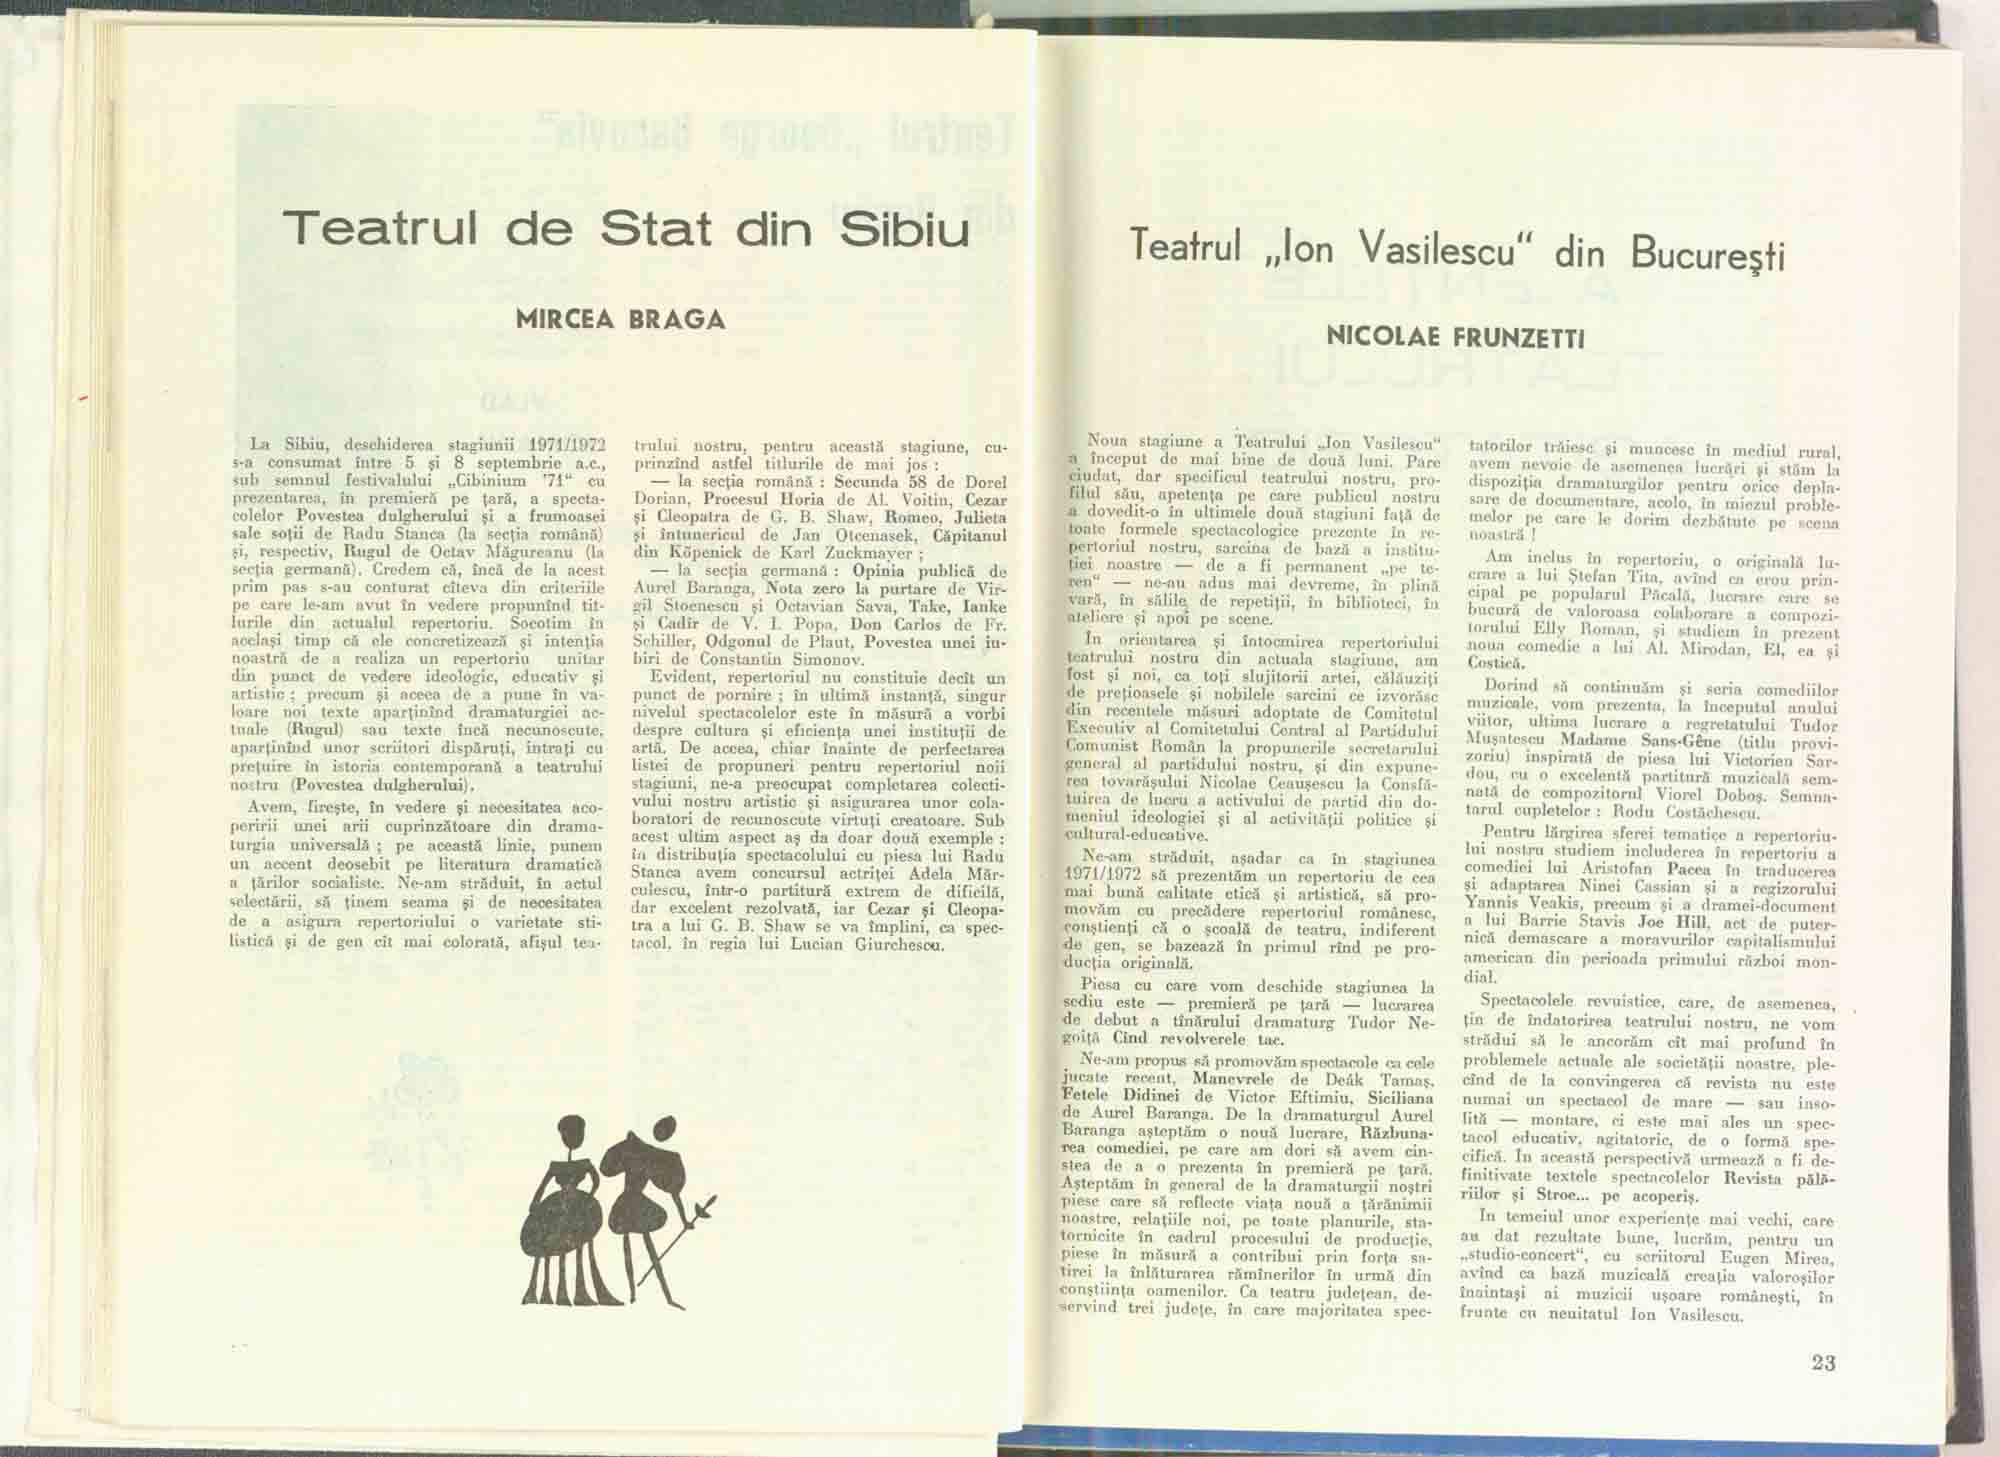 Teatrul de Stat din Sibiu
MIRCEA BRAGA
La Sibiu, deschiderea stagiunii 1971/1972
s-a consumat între 5 și 8 septembrie a.c.,
sub semnul festivalului „Cibinium '71“ cu
prezentarea, în premieră pe țară, a specta-
colelor Povestea dulgherului și a frumoasei
sale soții de Radu Stanca (la secția română)
și, respectiv, Rugul de Octav Măgureanu (la
secția germană). Credem că, încă de la acest
prim pas s-au conturat cîteva din criteriile
pe care le-am avut în vedere propunînd tit-
lurile din actualul repertoriu. Socotim în
același timp că ele concretizează și intenția
noastră de a realiza un repertoriu unitar
din punct de vedere ideologic, educativ și
artistic ; precum și aceea de a pune în va-
loare noi texte aparținînd dramaturgiei ac-
tuale (Rugul) sau texte încă necunoscute,
aparținînd unor scriitori dispăruți, intrați cu
prețuire în istoria contemporană a teatrului
nostru (Povestea dulgherului).
Avem, firește, în vedere și necesitatea aco-
peririi unei arii cuprinzătoare din drama-
turgia universală ; pe această linie, punem
un accent deosebit pe literatura dramatică
a țărilor socialiste. Ne-am străduit, în actul
selectării, să ținem seama și de necesitatea
de a asigura repertoriului o varietate sti-
listică și de gen cît mai colorată, afișul tea-
trului nostru, pentru această stagiune, cu-
prinzînd astfel titlurile de mai jos :
— la secția română : Secunda 58 de Dorel
Dorian, Procesul Horia de Al. Voitin, Cezar
și Cleopatra de G. B. Shaw, Romeo, Julieta
și întunericul de Jan Otcenasek, Căpitanul
din Köpenick de Karl Zuckmayer ;
— la secția germană : Opinia publică de
Aurel Baranga, Nota zero la purtare de Vir-
gil Stoenescu și Octavian Sava, Take, Ianke
și Cadîr de V. I. Popa, Don Carlos de Fr.
Schiller, Odgonul de Plaut, Povestea unei iu-
biri de Constantin Simonov.
Evident, repertoriul nu constituie decît un
punct de pornire ; în ultimă instanță, singur
nivelul spectacolelor este în măsură a vorbi
despre cultura și eficiența unei instituții de
artă. De aceea, chiar înainte de perfectarea
listei de propuneri pentru repertoriul noii
stagiuni, ne-a preocupat completarea colecti-
vului nostru artistic și asigurarea unor cola-
boratori de recunoscute virtuți creatoare. Sub
acest ultim aspect aș da doar două exemple :
în distribuția spectacolului cu piesa lui Radu
Stanca avem concursul actriței Adela Măr-
culescu, într-o partitură extrem de dificilă,
dar excelent rezolvată, iar Cezar și Cleopa-
tra a lui G. B. Shaw se va împlini, ca spec-
tacol, în regia lui Lucian Giurchescu.
Teatrul „Ion Vasilescu“ din București
NICOLAE FRUNZETTI
Noua stagiune a Teatrului „Ion Vasilescu“
a început de mai bine de două luni. Pare
ciudat, dar specificul teatrului nostru, pro-
filul său, apetența pe care publicul nostru
a dovedit-o în ultimele două stagiuni față de
toate formele spectacologice prezente în re-
pertoriul nostru, sarcina de bază a institu-
ției noastre — de a fi permanent „pe te-
ren“ — ne-au adus mai devreme, în plină
vară, în sălile de repetiții, în biblioteci, în
ateliere și apoi pe scene.
In orientarea și întocmirea repertoriului
teatrului nostru din actuala stagiune, am
fost și noi, ca toți slujitorii artei, călăuziți
de prețioasele și nobilele sarcini ce izvorăsc
din recentele măsuri adoptate de Comitetul
Executiv al Comitetului Central al Partidului
Comunist Român la propunerile secretarului
general al partidului nostru, și din expune-
rea tovarășului Nicolae Ceaușescu la Consfă-
tuirea de lucru a activului de partid din do-
meniul ideologiei și al activității politice și
cultural-educative.
Ne-am străduit, așadar ca în stagiunea
1971/1972 să prezentăm un repertoriu de cea
mai bună calitate etică și artistică, să pro-
movăm cu precădere repertoriul românesc,
conștienți că o școală de teatru, indiferent
de gen, se bazează în primul rînd pe pro-
ducția originală.
Piesa cu care vom deschide stagiunea la
sediu este — premieră pe țară — lucrarea
de debut a tînărului dramaturg Tudor Ne-
goiță Cînd revolverele tac.
Ne-am propus să promovăm spectacole ca cele
jucate recent, Manevrele de Deák Tamaș,
Fetele Didinei de Victor Eftimiu, Siciliana
de Aurel Baranga. De la dramaturgul Aurel
Baranga așteptăm o nouă lucrare, Răzbuna-
rea comediei, pe care am dori să avem cin-
stea de a o prezenta în premieră pe țară.
Așteptăm în general de la dramaturgii noștri
piese care să reflecte viața nouă a țărănimii
noastre, relațiile noi, pe toate planurile, sta-
tornicite în cadrul procesului de producție,
piese în măsură a contribui prin forța sa-
tirei la înlăturarea rămînerilor în urmă din
conștiința oamenilor. Ca teatru județean, de-
servind trei județe, în care majoritatea spec-
tatorilor trăiesc și muncesc în mediul rural,
avem nevoie de asemenea lucrări și stăm la
dispoziția dramaturgilor pentru orice depla-
sare de documentare, acolo, în miezul proble-
melor pe care le dorim dezbătute pe scena
noastră !
Am inclus în repertoriu, o originală lu-
crare a lui Ștefan Tita, avînd ca erou prin-
cipal pe popularul Păcală, lucrare care se
bucură de valoroasa colaborare a compozi-
torului Elly Roman, și studiem în prezent
noua comedie a lui Al. Mirodan, El, ea și
Costică.
Dorind să continuăm și seria comediilor
muzicale, vom prezenta, la începutul anului
viitor, ultima lucrare a regretatului Tudor
Mușatescu Madame Sans-Gêne (titlu provi-
zoriu) inspirată de piesa lui Victorien Sar-
dou, cu o excelentă partitură muzicală sem-
nată de compozitorul Viorel Doboș. Semna-
tarul cupletelor : Rodu Costăchescu.
Pentru lărgirea sferei tematice a repertoriu-
lui nostru studiem includerea în repertoriu a
comediei lui Aristofan Pacea în traducerea
și adaptarea Ninei Cassian și a regizorului
Yannis Veakis, precum și a dramei-document
a lui Barrie Stavis Joe Hill, act de puter-
nică demascare a moravurilor capitalismului
american din perioada primului război mon-
dial.
Spectacolele revuistice, care, de asemenea,
țin de îndatorirea teatrului nostru, ne vom
strădui să le ancorăm cît mai profund în
problemele actuale ale societății noastre, ple-
cînd de la convingerea că revista nu este
numai un spectacol de mare — sau inso-
lită — montare, ci este mai ales un spec-
tacol educativ, agitatoric, de o formă spe-
cifică. In această perspectivă urmează a fi de-
finitivate textele spectacolelor Revista pălă-
riilor și Stroe... pe acoperiș.
In temeiul unor experiențe mai vechi, care
au dat rezultate bune, lucrăm, pentru un
„studio-concert“, cu scriitorul Eugen Mirea,
avînd ca bază muzicală creația valoroșilor
înaintași ai muzicii ușoare românești, în
frunte cu neuitatul Ion Vasilescu.
23